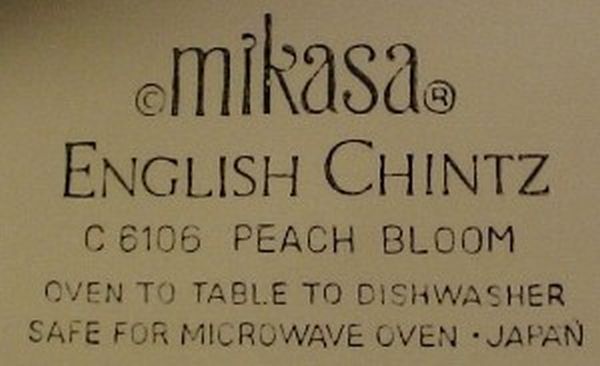 ©mikasa®
ENGLISH CHINTZ
C 6106 PEACH BLOOM
OVEN TO TABLE TO DISHWASHER
SAFE FOR MICROWAVE OVEN · JAPAN